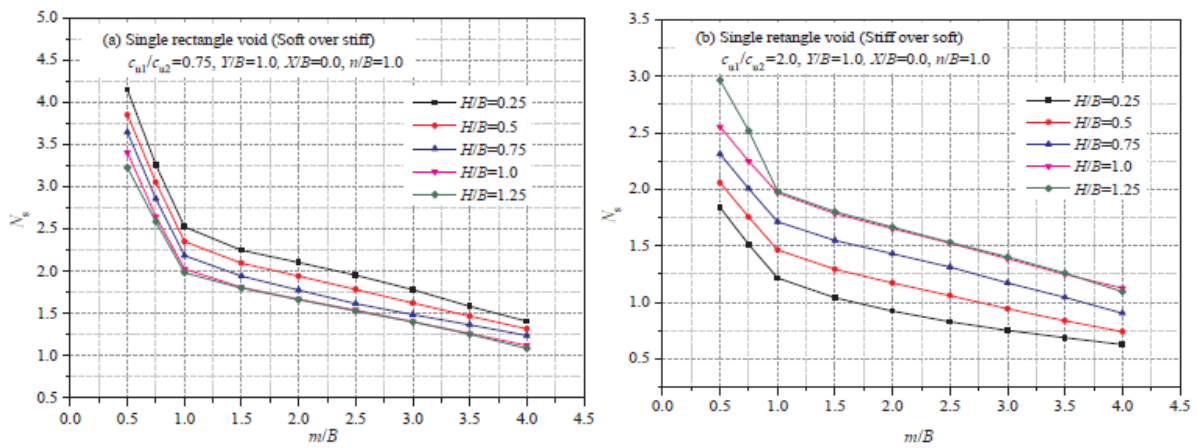 (a) Single rectangle void (Soft over stiff)
cu1/cu2=0.75, Y/B=1.0, X/B=0.0, n/B=1.0
H/B=0.25
H/B=0.5
H/B=0.75
H/B=1.0
H/B=1.25
5.0
4.5
4.0
3.5
3.0
2.5
2.0
1.5
1.0
0.5
Ns
0.0 0.5 1.0 1.5 2.0 2.5 3.0 3.5 4.0 4.5
m/B
(b) Single retangle void (Stiff over soft)
cu1/cu2=2.0, Y/B=1.0, X/B=0.0, n/B=1.0
H/B=0.25
H/B=0.5
H/B=0.75
H/B=1.0
H/B=1.25
3.5
3.0
2.5
2.0
1.5
1.0
0.5
Ns
0.0 0.5 1.0 1.5 2.0 2.5 3.0 3.5 4.0 4.5
m/B